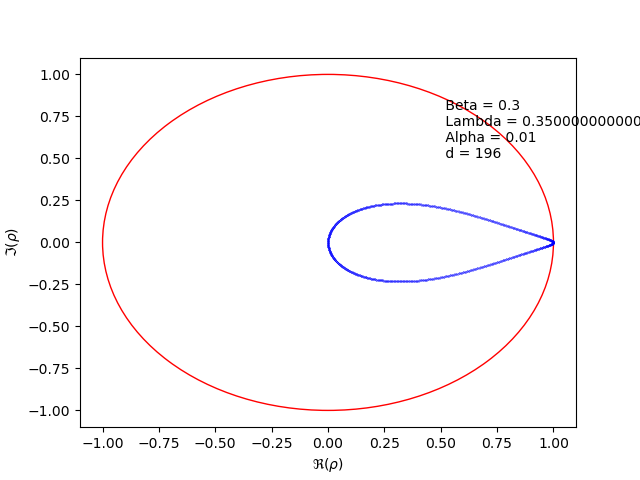 1.00
0.75
0.50
0.25
0.00
−0.25
−0.50
−0.75
−1.00
ℑ(ρ)
Beta = 0.3
Lambda = 0.350000000000
Alpha = 0.01
d = 196
−1.00 −0.75 −0.50 −0.25 0.00 0.25 0.50 0.75 1.00
ℜ(ρ)